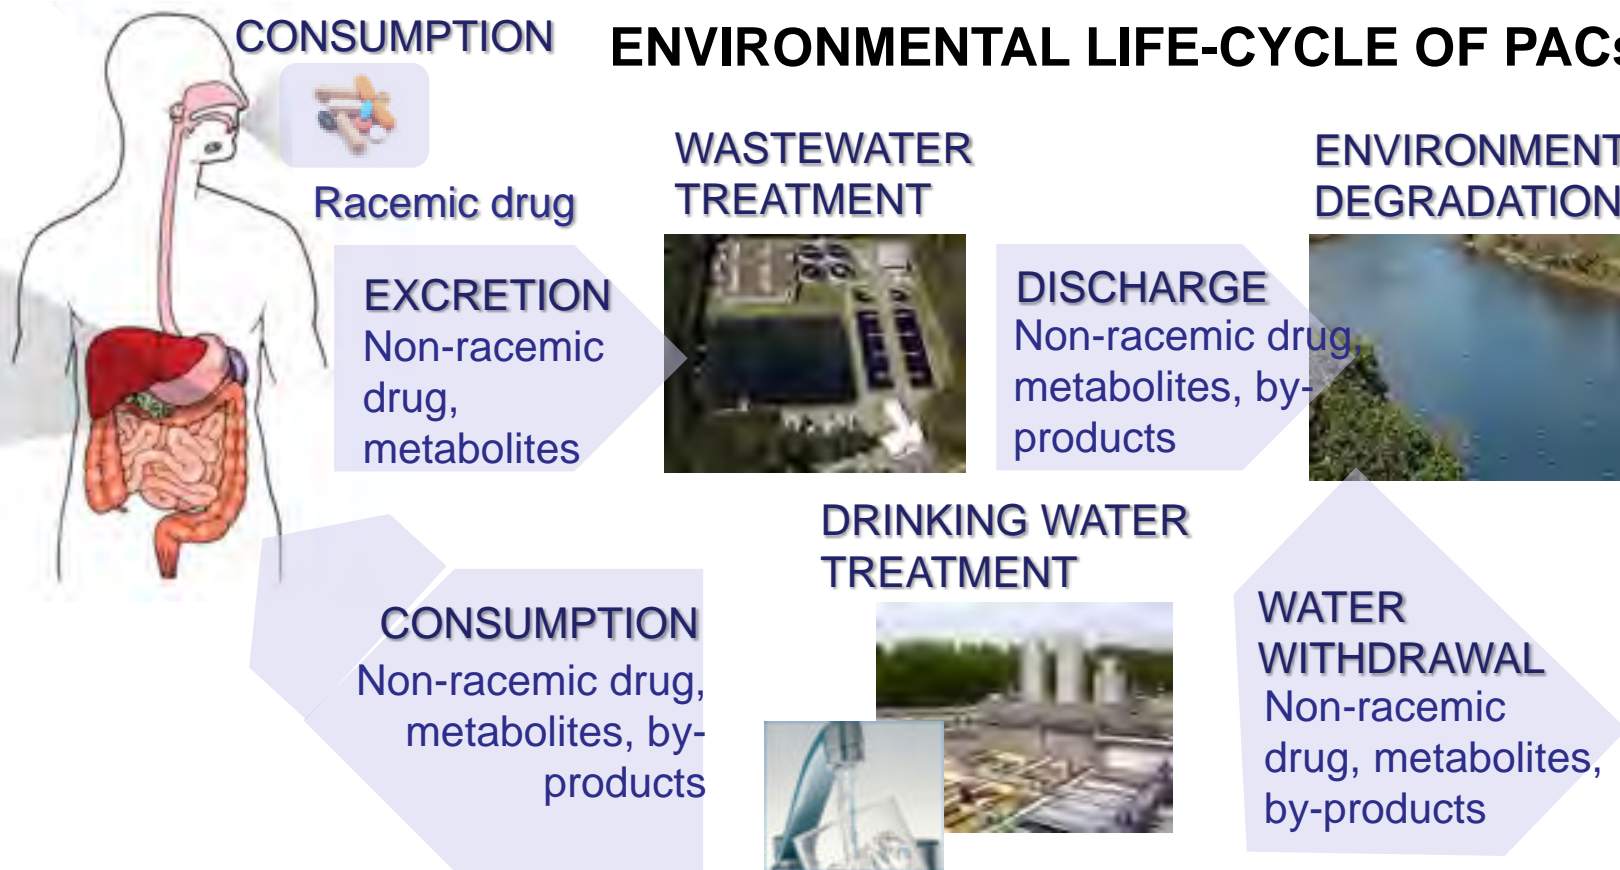 CONSUMPTION
ENVIRONMENTAL LIFE-CYCLE OF PACs
Racemic drug
WASTEWATER
TREATMENT
ENVIRONMENT
DEGRADATION
EXCRETION
Non-racemic
drug,
metabolites
DISCHARGE
Non-racemic drug,
metabolites, by-
products
DRINKING WATER
TREATMENT
CONSUMPTION
Non-racemic drug,
metabolites, by-
products
WATER
WITHDRAWAL
Non-racemic
drug, metabolites,
by-products